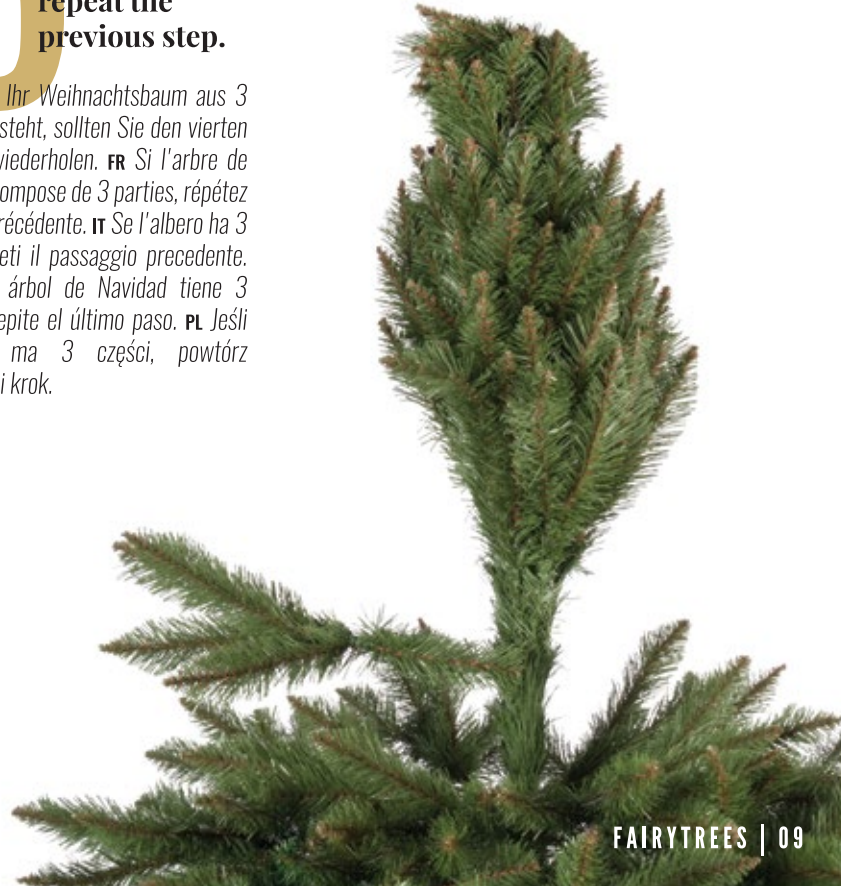 repeat the
previous step.
Ihr Weihnachtsbaum aus 3
steht, sollten Sie den vierten
wiederholen. FR Si l'arbre de
ompose de 3 parties, répétez
récédente. IT Se l'albero ha 3
eti il passaggio precedente.
árbol de Navidad tiene 3
epite el último paso. PL Jeśli
ma 3 części, powtórz
i krok.
FAIRYTREES | 09